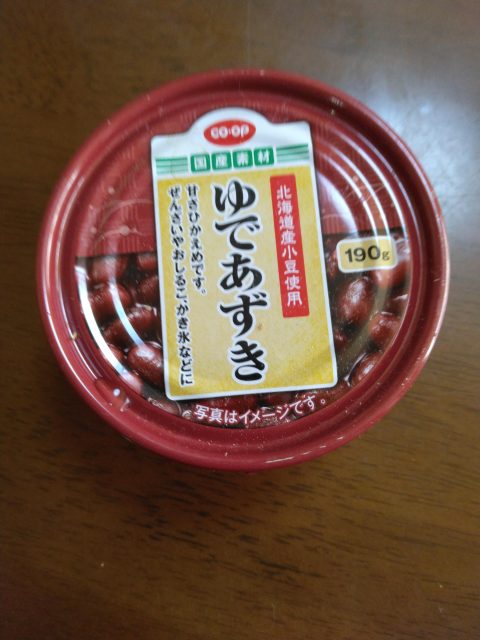 co·op
国産素材
北海道産小豆使用
ゆであずき
甘さひかえめです。
ぜんざいやおしるこ、かき氷などに
190g
写真はイメージです。